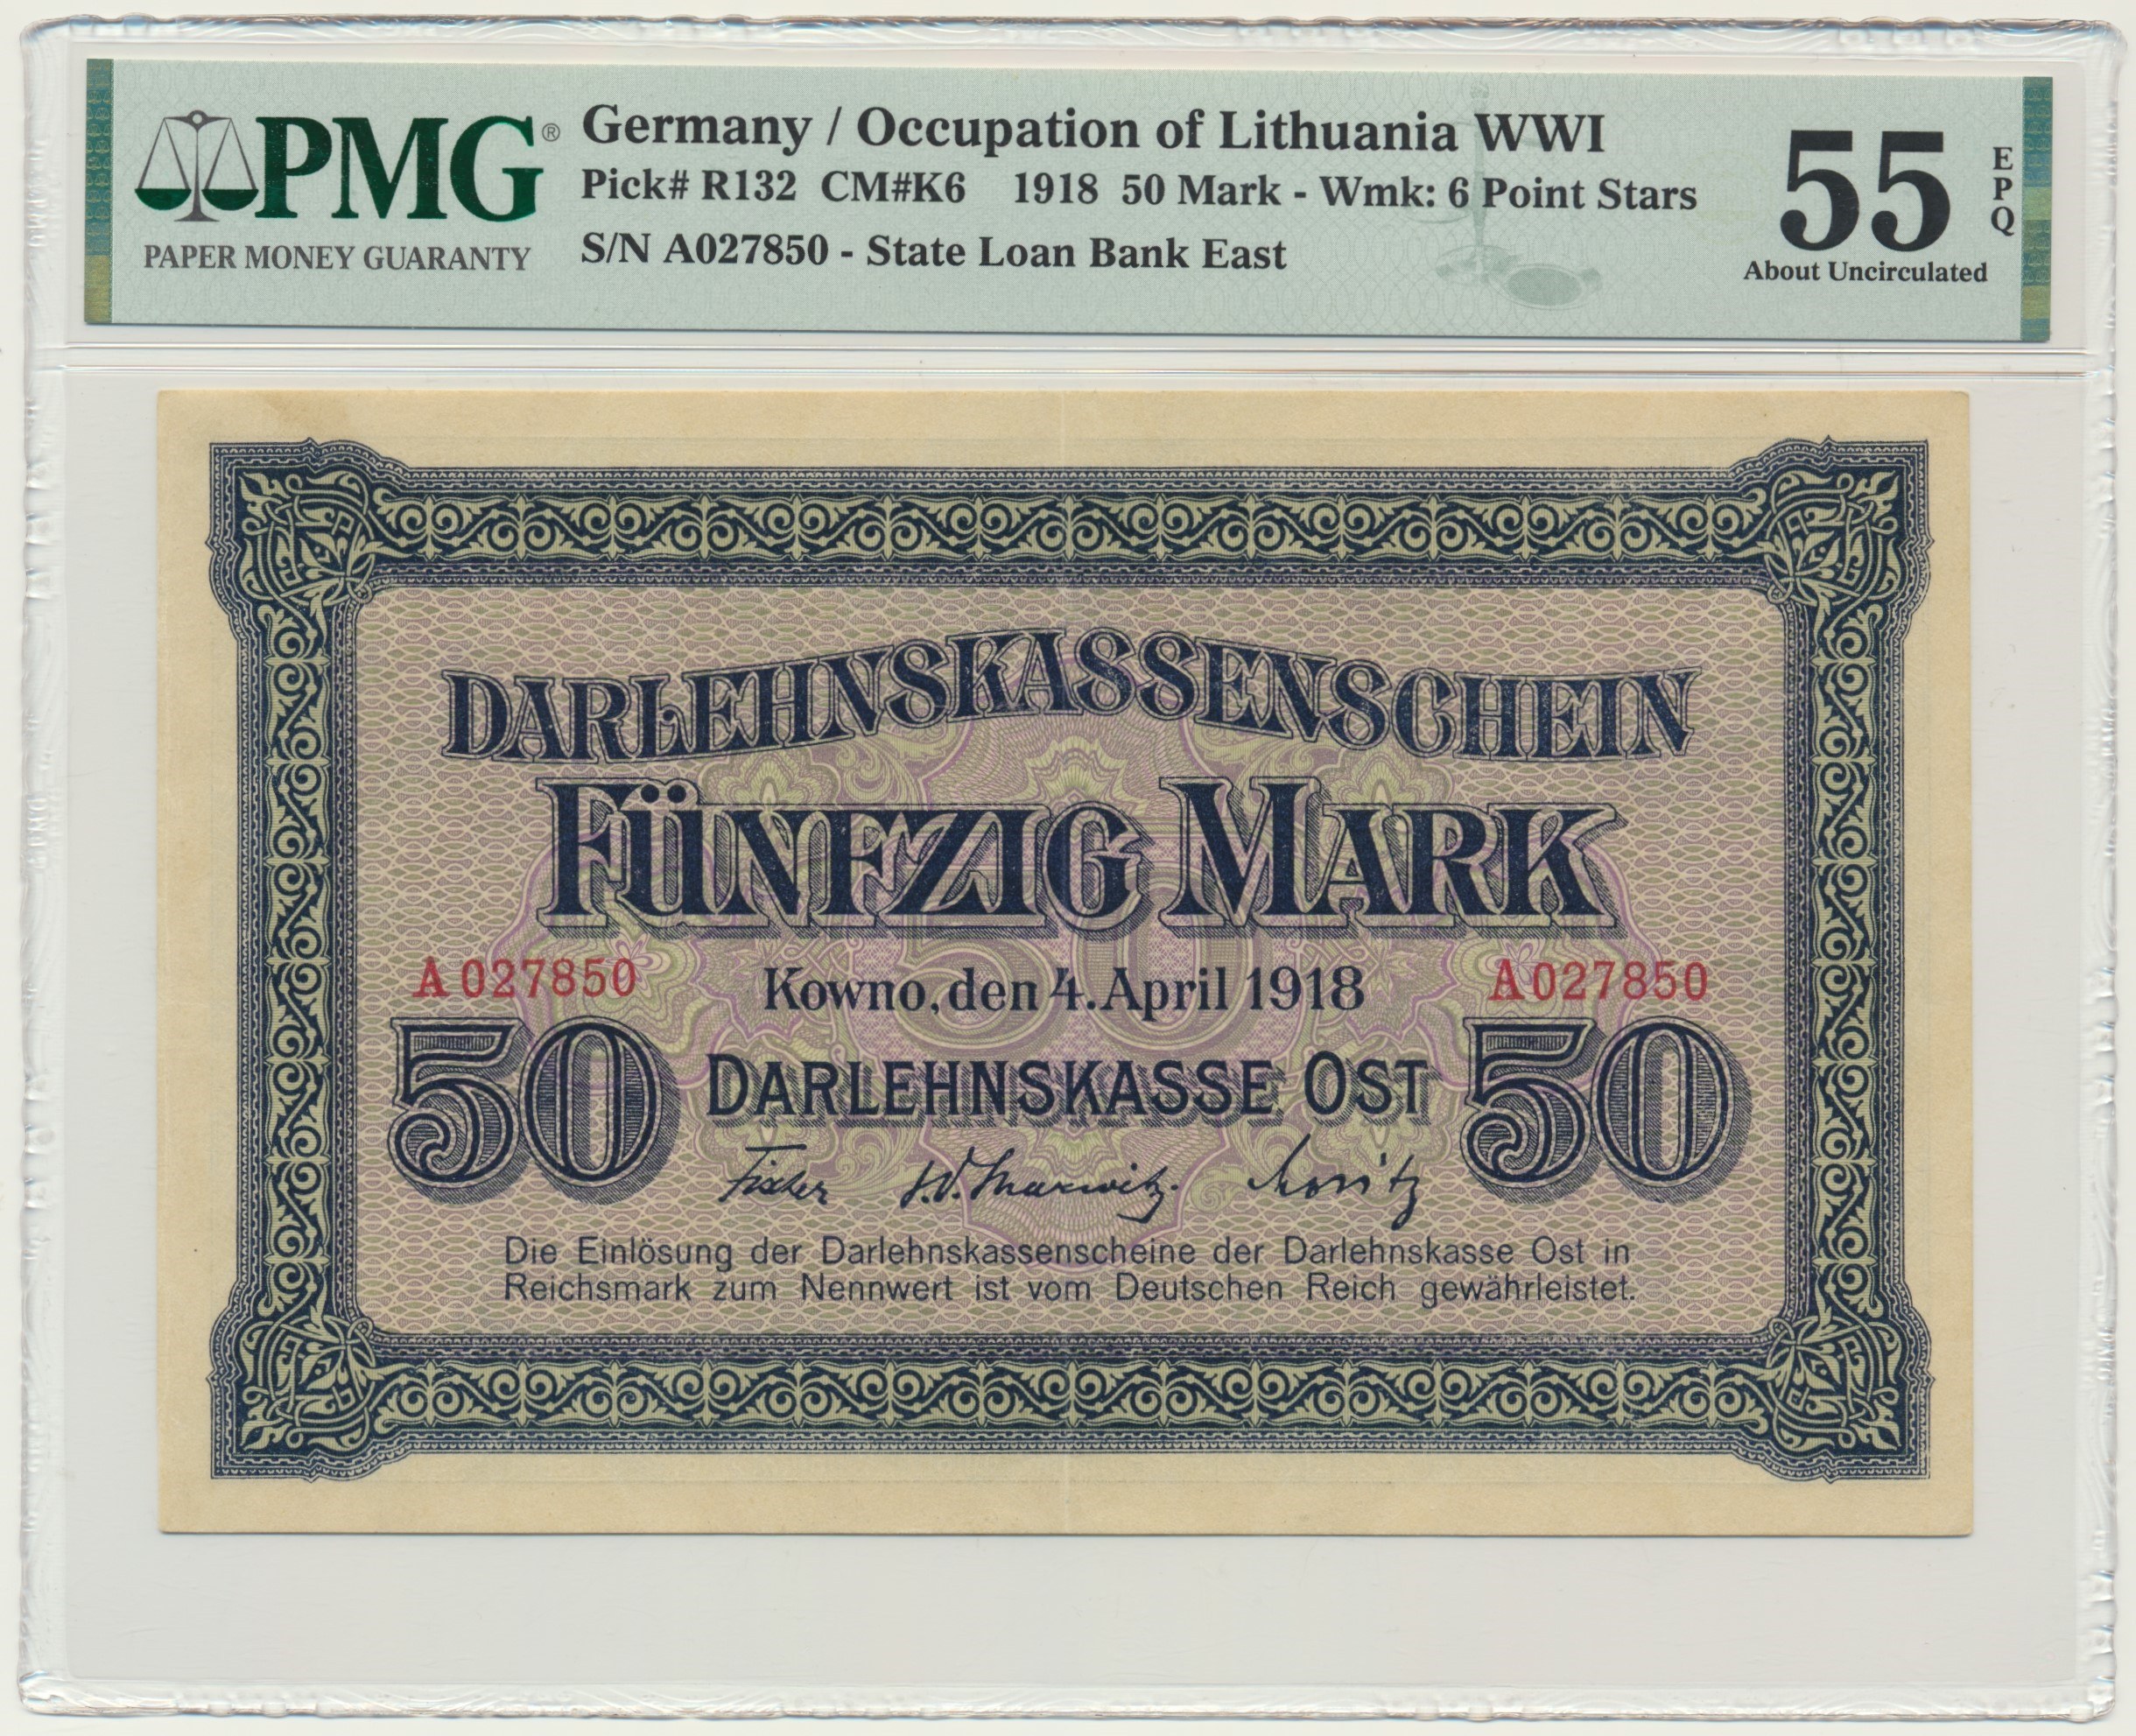 PMG®
PAPER MONEY GUARANTY
Germany / Occupation of Lithuania WWI
Pick# R132 CM#K6 1918 50 Mark - Wmk: 6 Point Stars
S/N A027850 - State Loan Bank East
55
EPQ
About Uncirculated
DARLEHNSKASSENSCHEIN
FÜNFZIG MARK
A 027850 A 027850
Kowno, den 4. April 1918
50 DARLEHNSKASSE OST 50
Fischer Moritz
Die Einlösung der Darlehnskassenscheine der Darlehnskasse Ost in
Reichsmark zum Nennwert ist vom Deutschen Reich gewährleistet.